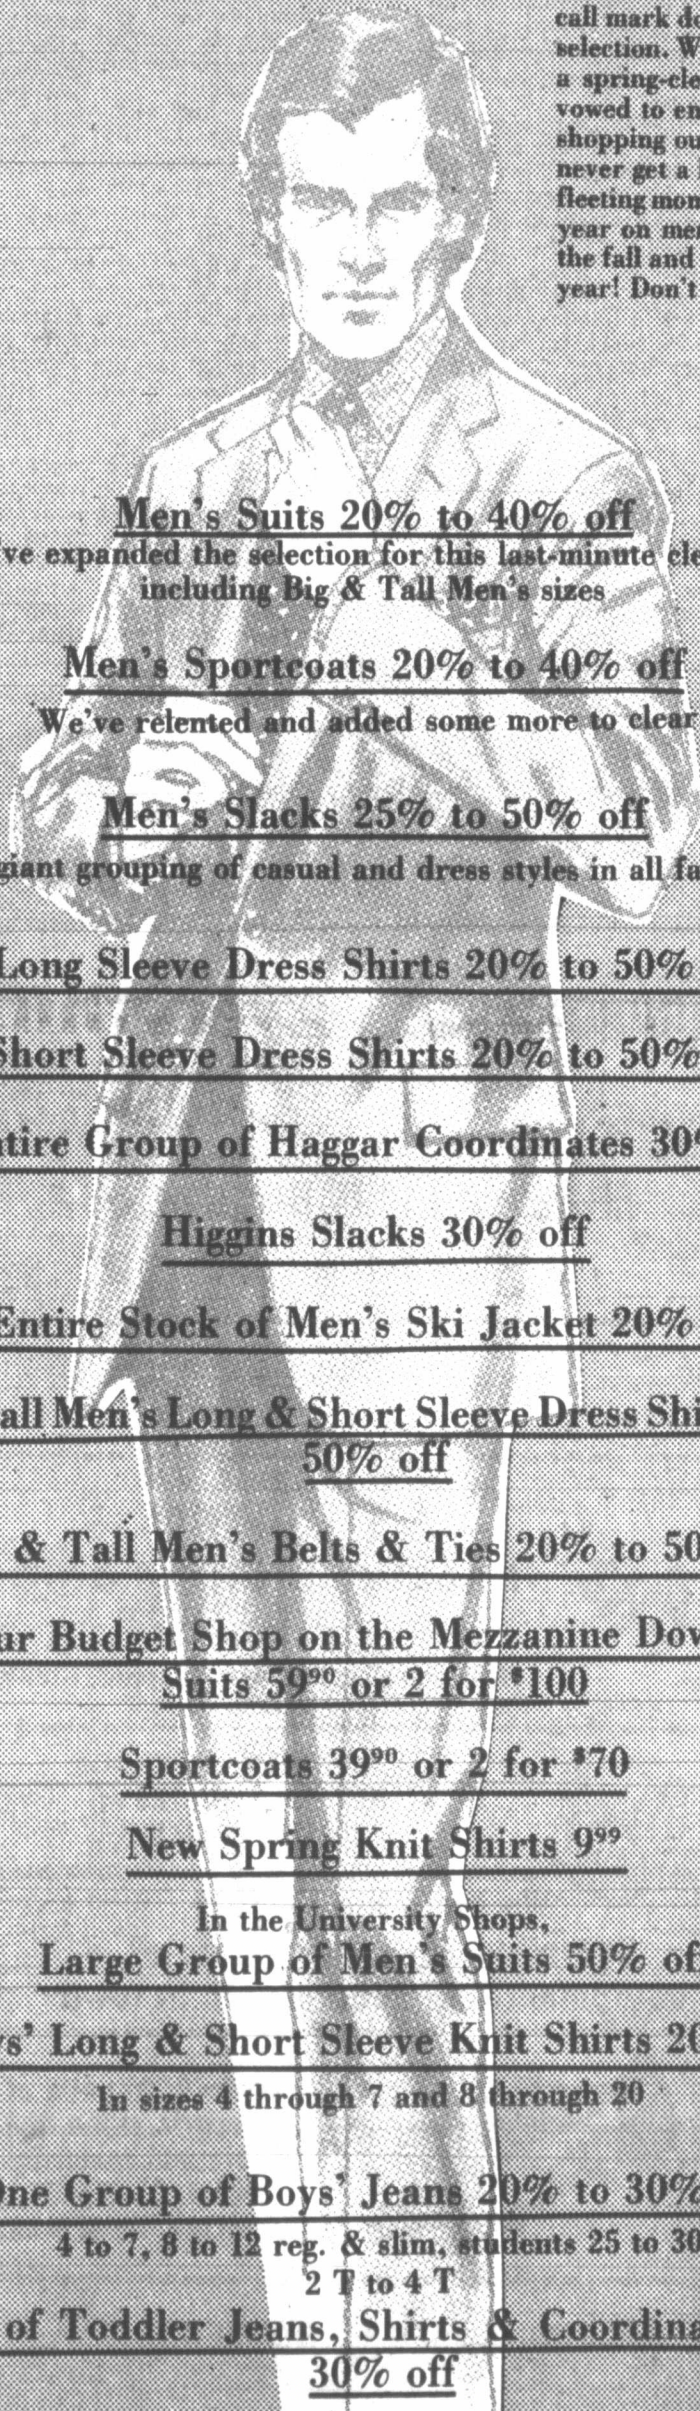 call mark
selection.
a spring-cle
vowed to en
shopping ou
never get a
fleeting mom
year on men
the fall and
year! Don't
Men's Suits 20% to 40% off
've expanded the selection for this last-minute cle
including Big & Tall Men's sizes
Men's Sportcoats 20% to 40% off
We've relented and added some more to clear
Men's Slacks 25% to 50% off
giant grouping of casual and dress styles in all fa
Long Sleeve Dress Shirts 20% to 50%
Short Sleeve Dress Shirts 20% to 50%
ntire Group of Haggar Coordinates 30%
Higgins Slacks 30% off
Entire Stock of Men's Ski Jacket 20%
all Men's Long & Short Sleeve Dress Shi
50% off
& Tall Men's Belts & Ties 20% to 50
ur Budget Shop on the Mezzanine Dow
Suits 59⁹⁰ or 2 for $100
Sportcoats 39⁹⁰ or 2 for $70
New Spring Knit Shirts 9⁹⁹
In the University Shops,
Large Group of Men's Suits 50% off
ys' Long & Short Sleeve Knit Shirts 20
In sizes 4 through 7 and 8 through 20
One Group of Boys' Jeans 20% to 30%
4 to 7, 8 to 12 reg. & slim, students 25 to 30
2 T to 4 T
of Toddler Jeans, Shirts & Coordina
30% off